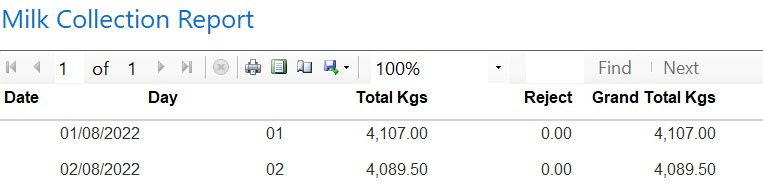 Milk Collection Report
1 of 1 100% Find Next
Date Day Total Kgs Reject Grand Total Kgs
01/08/2022 01 4,107.00 0.00 4,107.00
02/08/2022 02 4,089.50 0.00 4,089.50